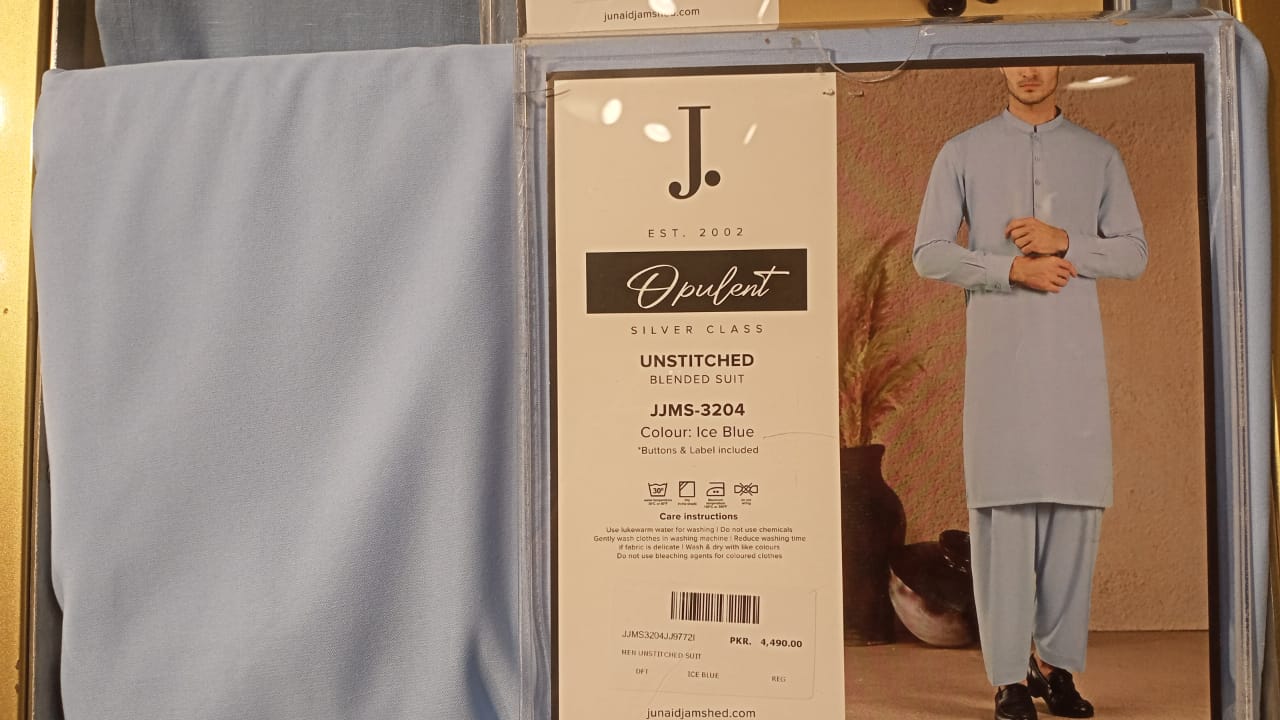 junaidjamshed.com
J.
EST. 2002
Opulent
SILVER CLASS
UNSTITCHED
BLENDED SUIT
JJMS-3204
Colour: Ice Blue
*Buttons & Label included
30°
Care instructions
Use lukewarm water for washing | Do not use chemicals
Gently wash clothes in washing machine | Reduce washing time
if fabric is delicate | Wash & dry with like colours
Do not use bleaching agents for coloured clothes
JJMS3204JJ9772I
PKR. 4,490.00
MEN UNSTITCHED SUIT
ICE BLUE REG
junaidjamshed.com